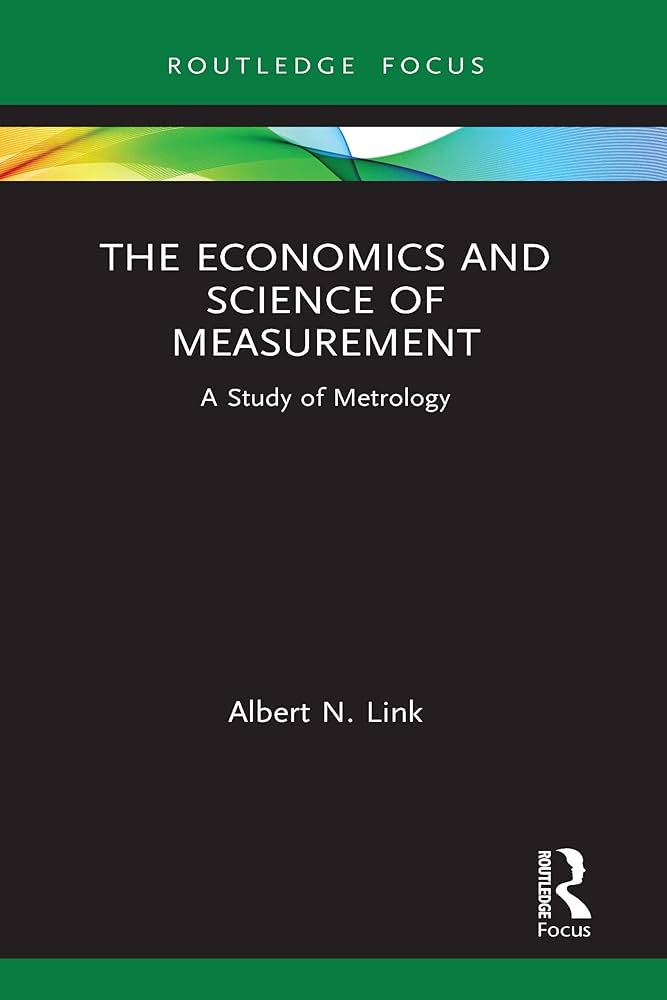 ROUTLEDGE FOCUS
THE ECONOMICS AND
SCIENCE OF
MEASUREMENT
A Study of Metrology
Albert N. Link
ROUTLEDGE
Focus